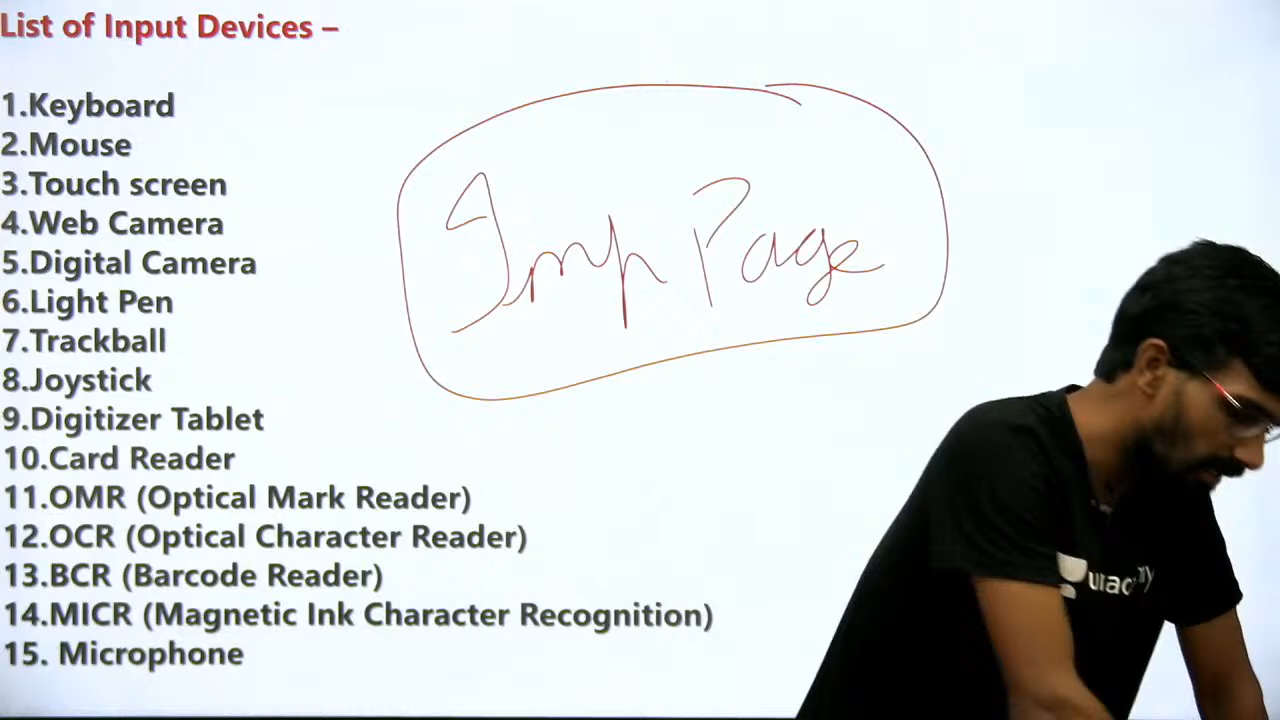 List of Input Devices –
1.Keyboard
2.Mouse
3.Touch screen
4.Web Camera
5.Digital Camera
6.Light Pen
7.Trackball
8.Joystick
9.Digitizer Tablet
10.Card Reader
11.OMR (Optical Mark Reader)
12.OCR (Optical Character Reader)
13.BCR (Barcode Reader)
14.MICR (Magnetic Ink Character Recognition)
15. Microphone
Imp Page